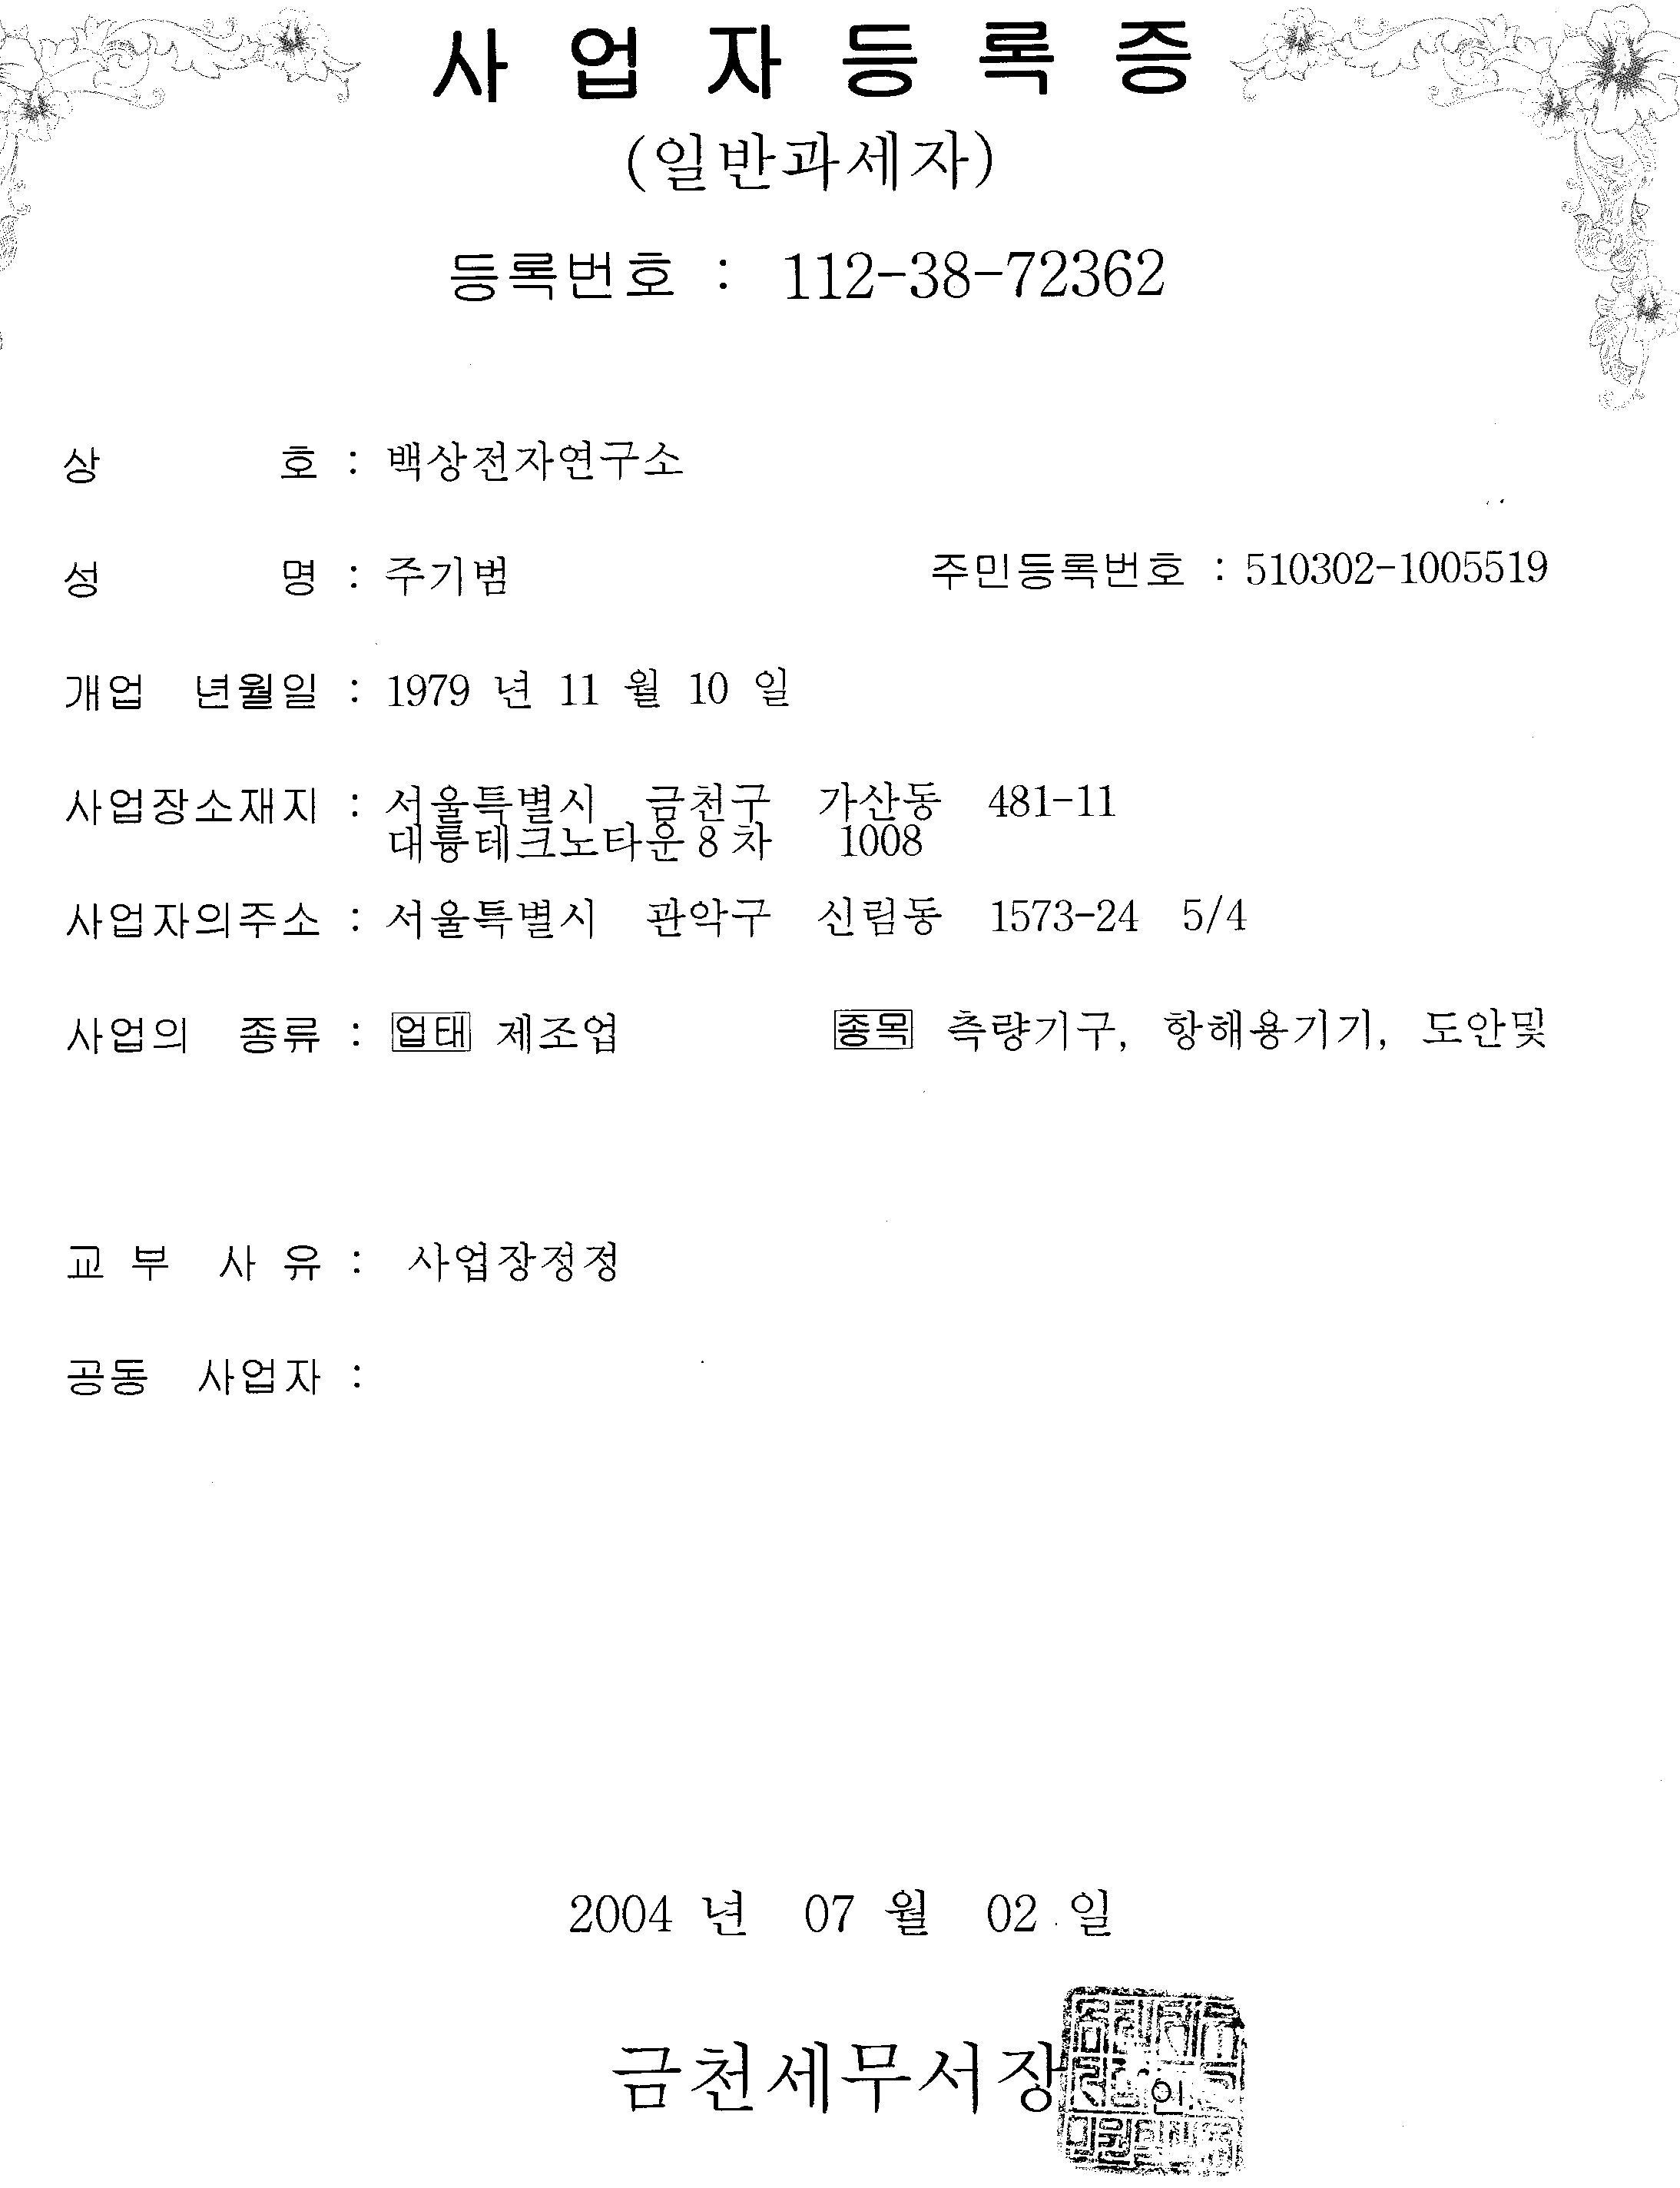 사업자등록증
(일반과세자)
등록번호 : 112-38-72362
상 호 : 백상전자연구소
성 명 : 주기범 주민등록번호 : 510302-1005519
개업 년월일 : 1979 년 11 월 10 일
사업장소재지 : 서울특별시 금천구 가산동 481-11
대륭테크노타운8차 1008
사업자의주소 : 서울특별시 관악구 신림동 1573-24 5/4
사업의 종류 : 업태 제조업 종목 측량기구, 항해용기기, 도안및
교 부 사 유 : 사업장정정
공동 사업자 :
2004 년 07 월 02 일
금천세무서장
인